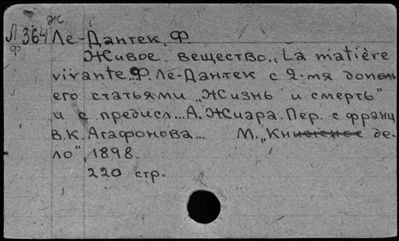 Л 364 ж
ф
Ле-Дантек, Ф.
Живое вещество.. La matière
vivante. Ф. Ле-Дантек с 2-мя допол
его статьями „Жизнь и смерть"
и с предисл... А. Жиара. Пер. с франц
В.К. Агафонова... М. „Книжное де-
ло", 1898.
220 стр.